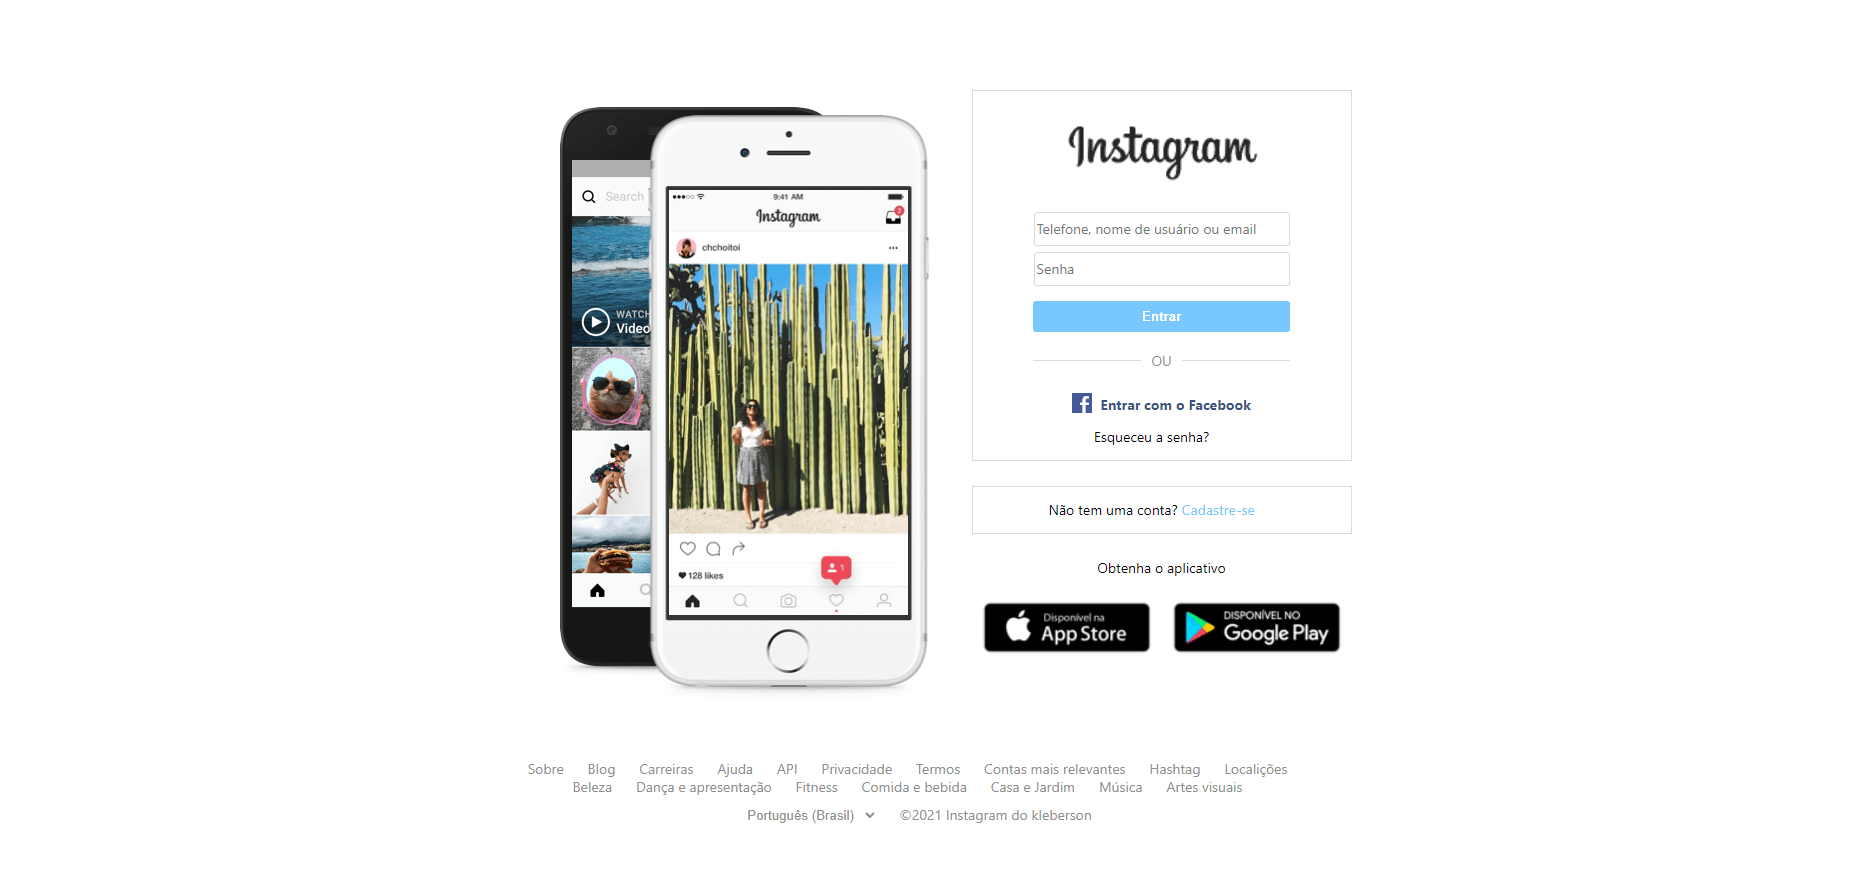 Search
WATCH
Video
9:41 AM
Instagram
2
chchoitoi
128 likes
1
Instagram
Telefone, nome de usuário ou email
Senha
Entrar
OU
Entrar com o Facebook
Esqueceu a senha?
Não tem uma conta? Cadastre-se
Obtenha o aplicativo
Disponível na
App Store
DISPONÍVEL NO
Google Play
Sobre Blog Carreiras Ajuda API Privacidade Termos Contas mais relevantes Hashtag Localições
Beleza Dança e apresentação Fitness Comida e bebida Casa e Jardim Música Artes visuais
Português (Brasil) ©2021 Instagram do kleberson